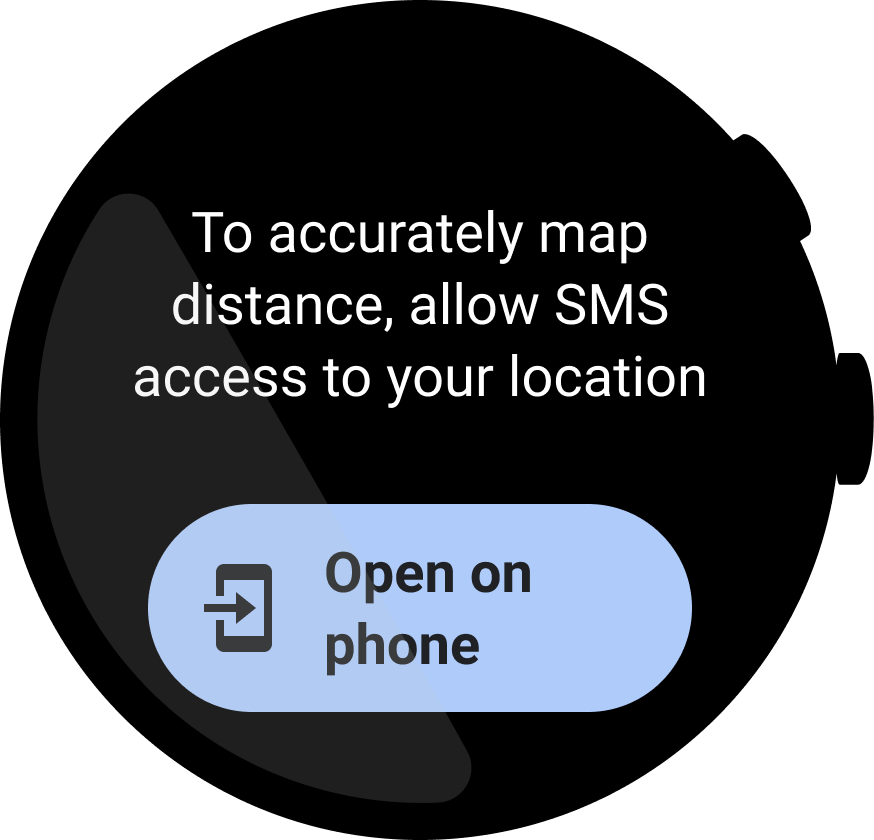 To accurately map
distance, allow SMS
access to your location
Open on
phone